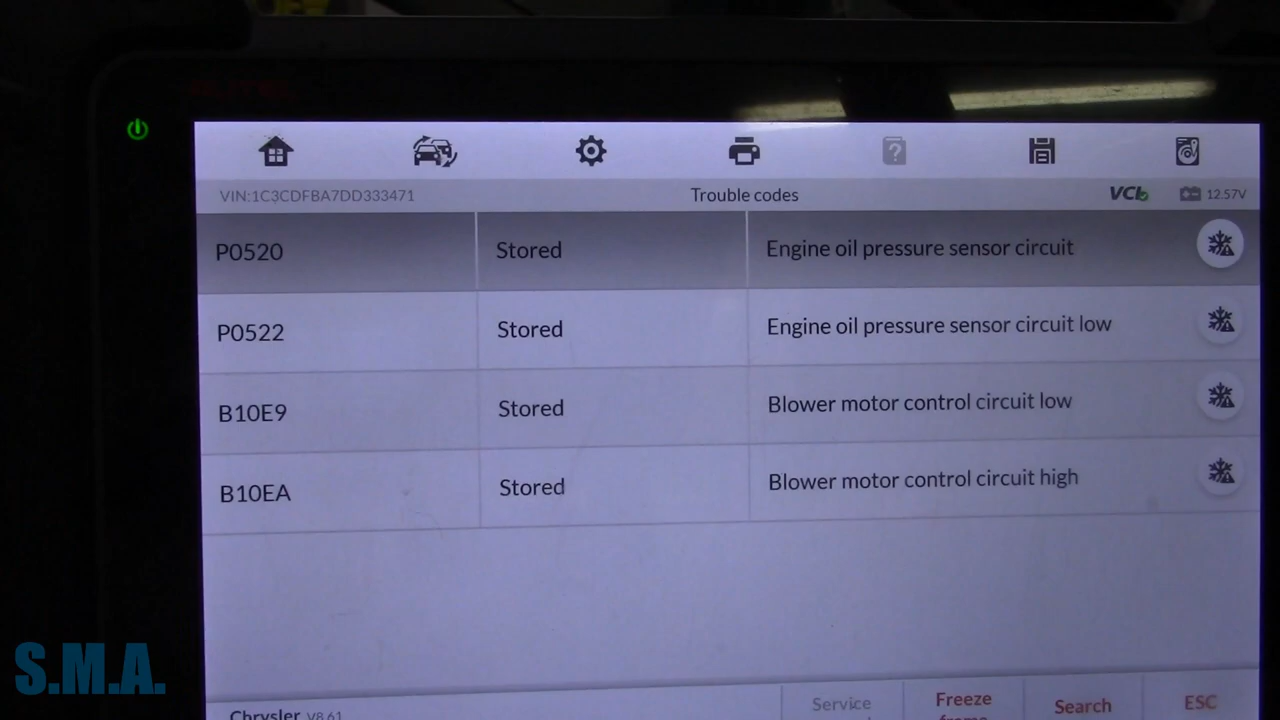 AUTEL
VIN:1C3CDFBA7DD333471 Trouble codes VCI 12.57V
P0520 Stored Engine oil pressure sensor circuit
P0522 Stored Engine oil pressure sensor circuit low
B10E9 Stored Blower motor control circuit low
B10EA Stored Blower motor control circuit high
S.M.A.
Chrysler V8.61 Service Freeze Search ESC
frame